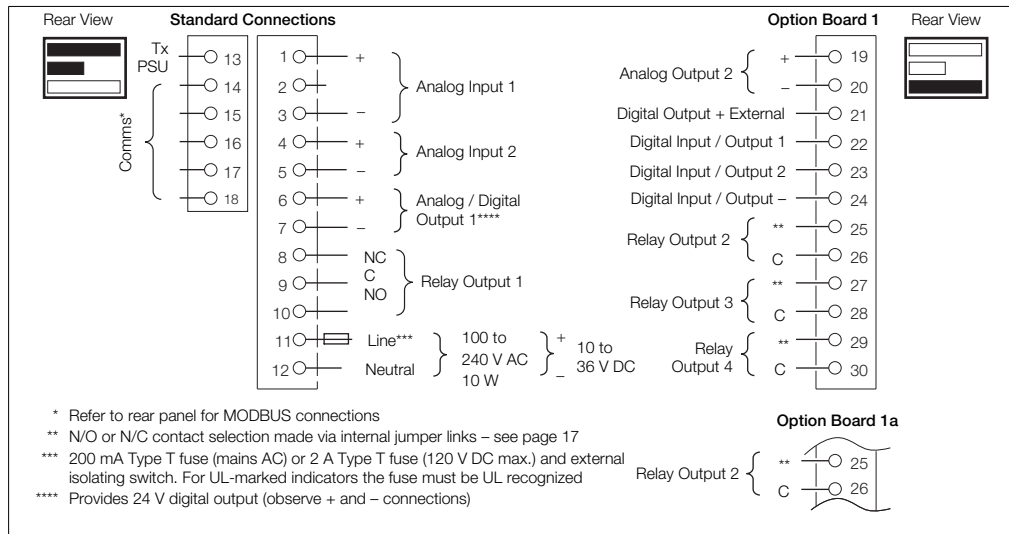 Rear View
Standard Connections
Option Board 1
Rear View
Tx
PSU
13
14
15
16
17
18
Comms*
1 + 
2
3 –
Analog Input 1
4 +
5 –
Analog Input 2
6 +
7 –
Analog / Digital
Output 1****
8 NC
9 C
10 NO
Relay Output 1
11 Line***
12 Neutral
100 to
240 V AC
10 W
+
–
10 to
36 V DC
Analog Output 2
+ 19
– 20
Digital Output + External 21
Digital Input / Output 1 22
Digital Input / Output 2 23
Digital Input / Output – 24
Relay Output 2
** 25
C 26
Relay Output 3
** 27
C 28
Relay
Output 4
** 29
C 30
* Refer to rear panel for MODBUS connections
** N/O or N/C contact selection made via internal jumper links – see page 17
*** 200 mA Type T fuse (mains AC) or 2 A Type T fuse (120 V DC max.) and external
isolating switch. For UL-marked indicators the fuse must be UL recognized
**** Provides 24 V digital output (observe + and – connections)
Option Board 1a
Relay Output 2
** 25
C 26